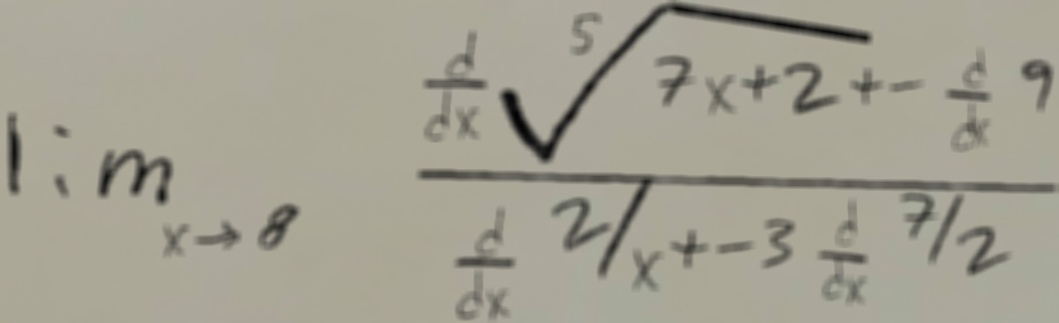 lim x→8
d/dx ⁵√7x+2 +- d/dx 9
d/dx 2/x +-3 d/dx 7/2